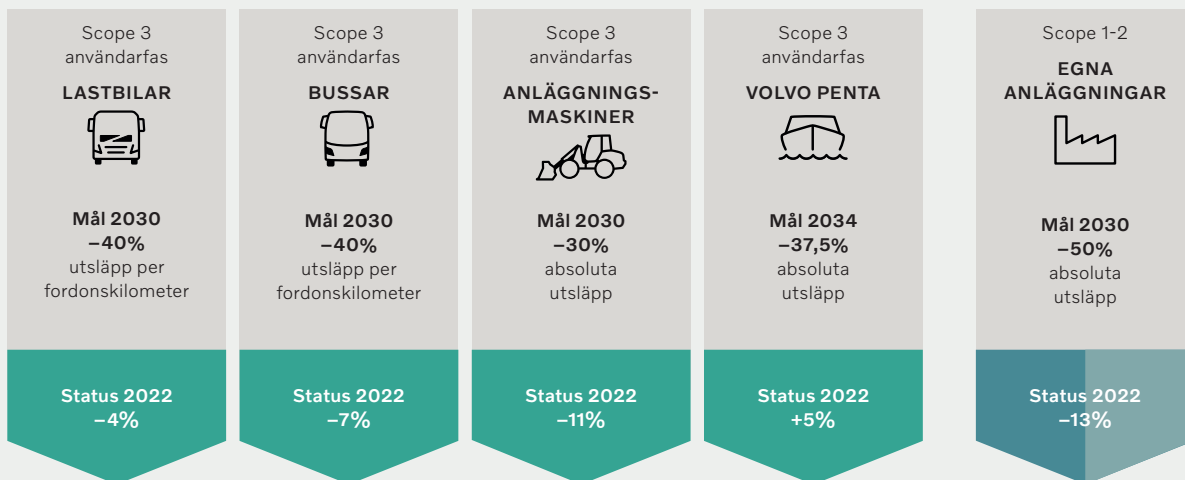 Scope 3
användarfas
LASTBILAR
Mål 2030
–40%
utsläpp per
fordonskilometer
Status 2022
–4%
Scope 3
användarfas
BUSSAR
Mål 2030
–40%
utsläpp per
fordonskilometer
Status 2022
–7%
Scope 3
användarfas
ANLÄGGNINGS-
MASKINER
Mål 2030
–30%
absoluta
utsläpp
Status 2022
–11%
Scope 3
användarfas
VOLVO PENTA
Mål 2034
–37,5%
absoluta
utsläpp
Status 2022
+5%
Scope 1-2
EGNA
ANLÄGGNINGAR
Mål 2030
–50%
absoluta
utsläpp
Status 2022
–13%